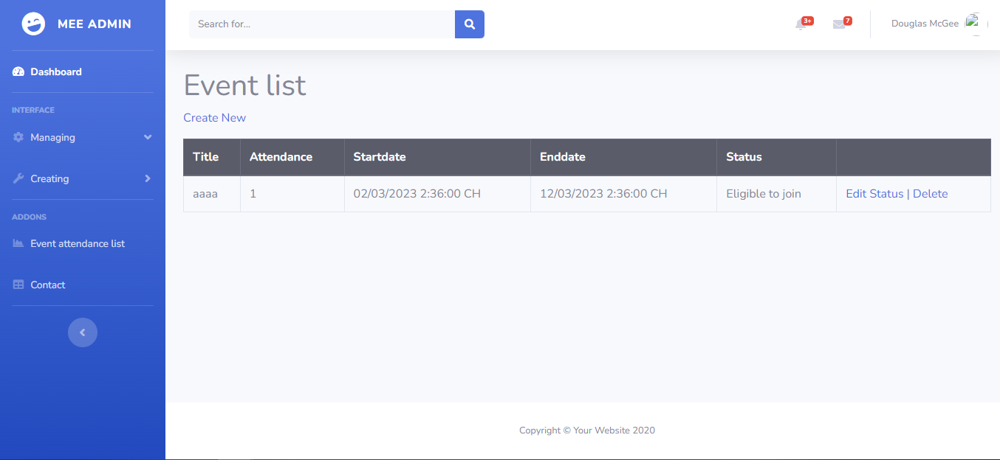 MEE ADMIN
Search for...
3+
7
Douglas McGee
Dashboard
INTERFACE
Managing
Creating
ADDONS
Event attendance list
Contact
Event list
Create New
Title Attendance Startdate Enddate Status
aaaa 1 02/03/2023 2:36:00 CH 12/03/2023 2:36:00 CH Eligible to join Edit Status | Delete
Copyright © Your Website 2020